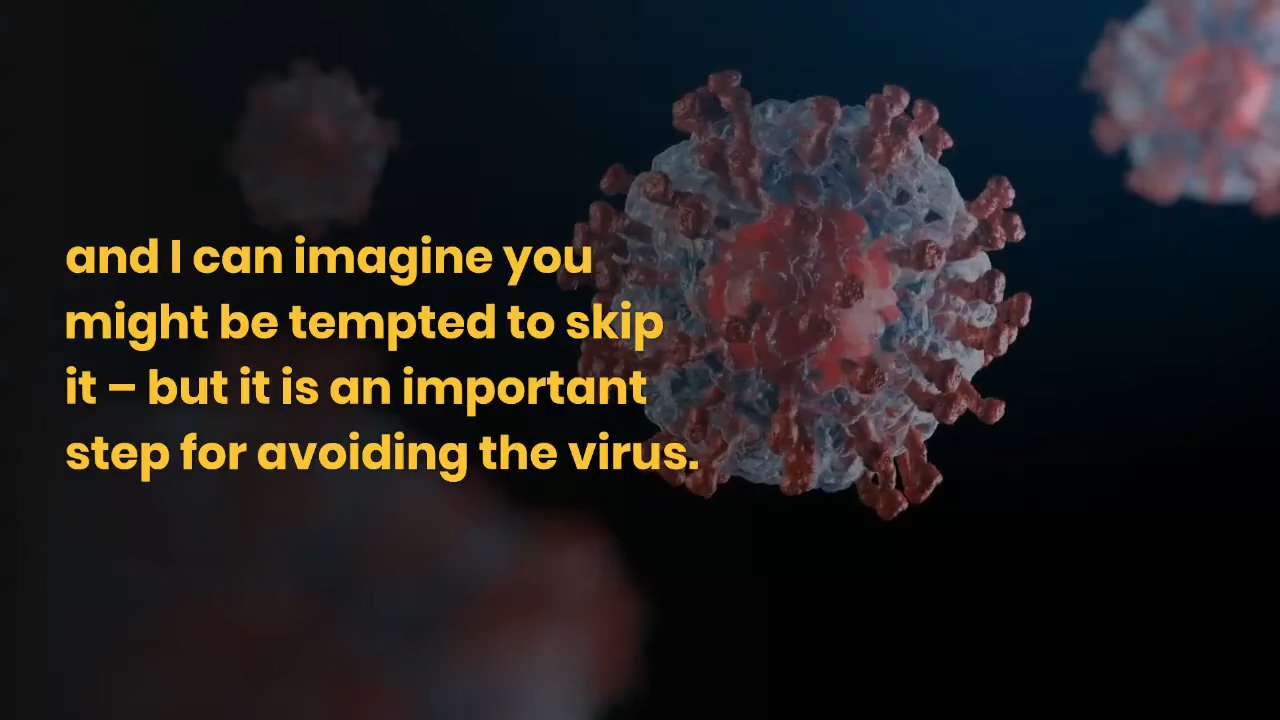 and I can imagine you
might be tempted to skip
it – but it is an important
step for avoiding the virus.